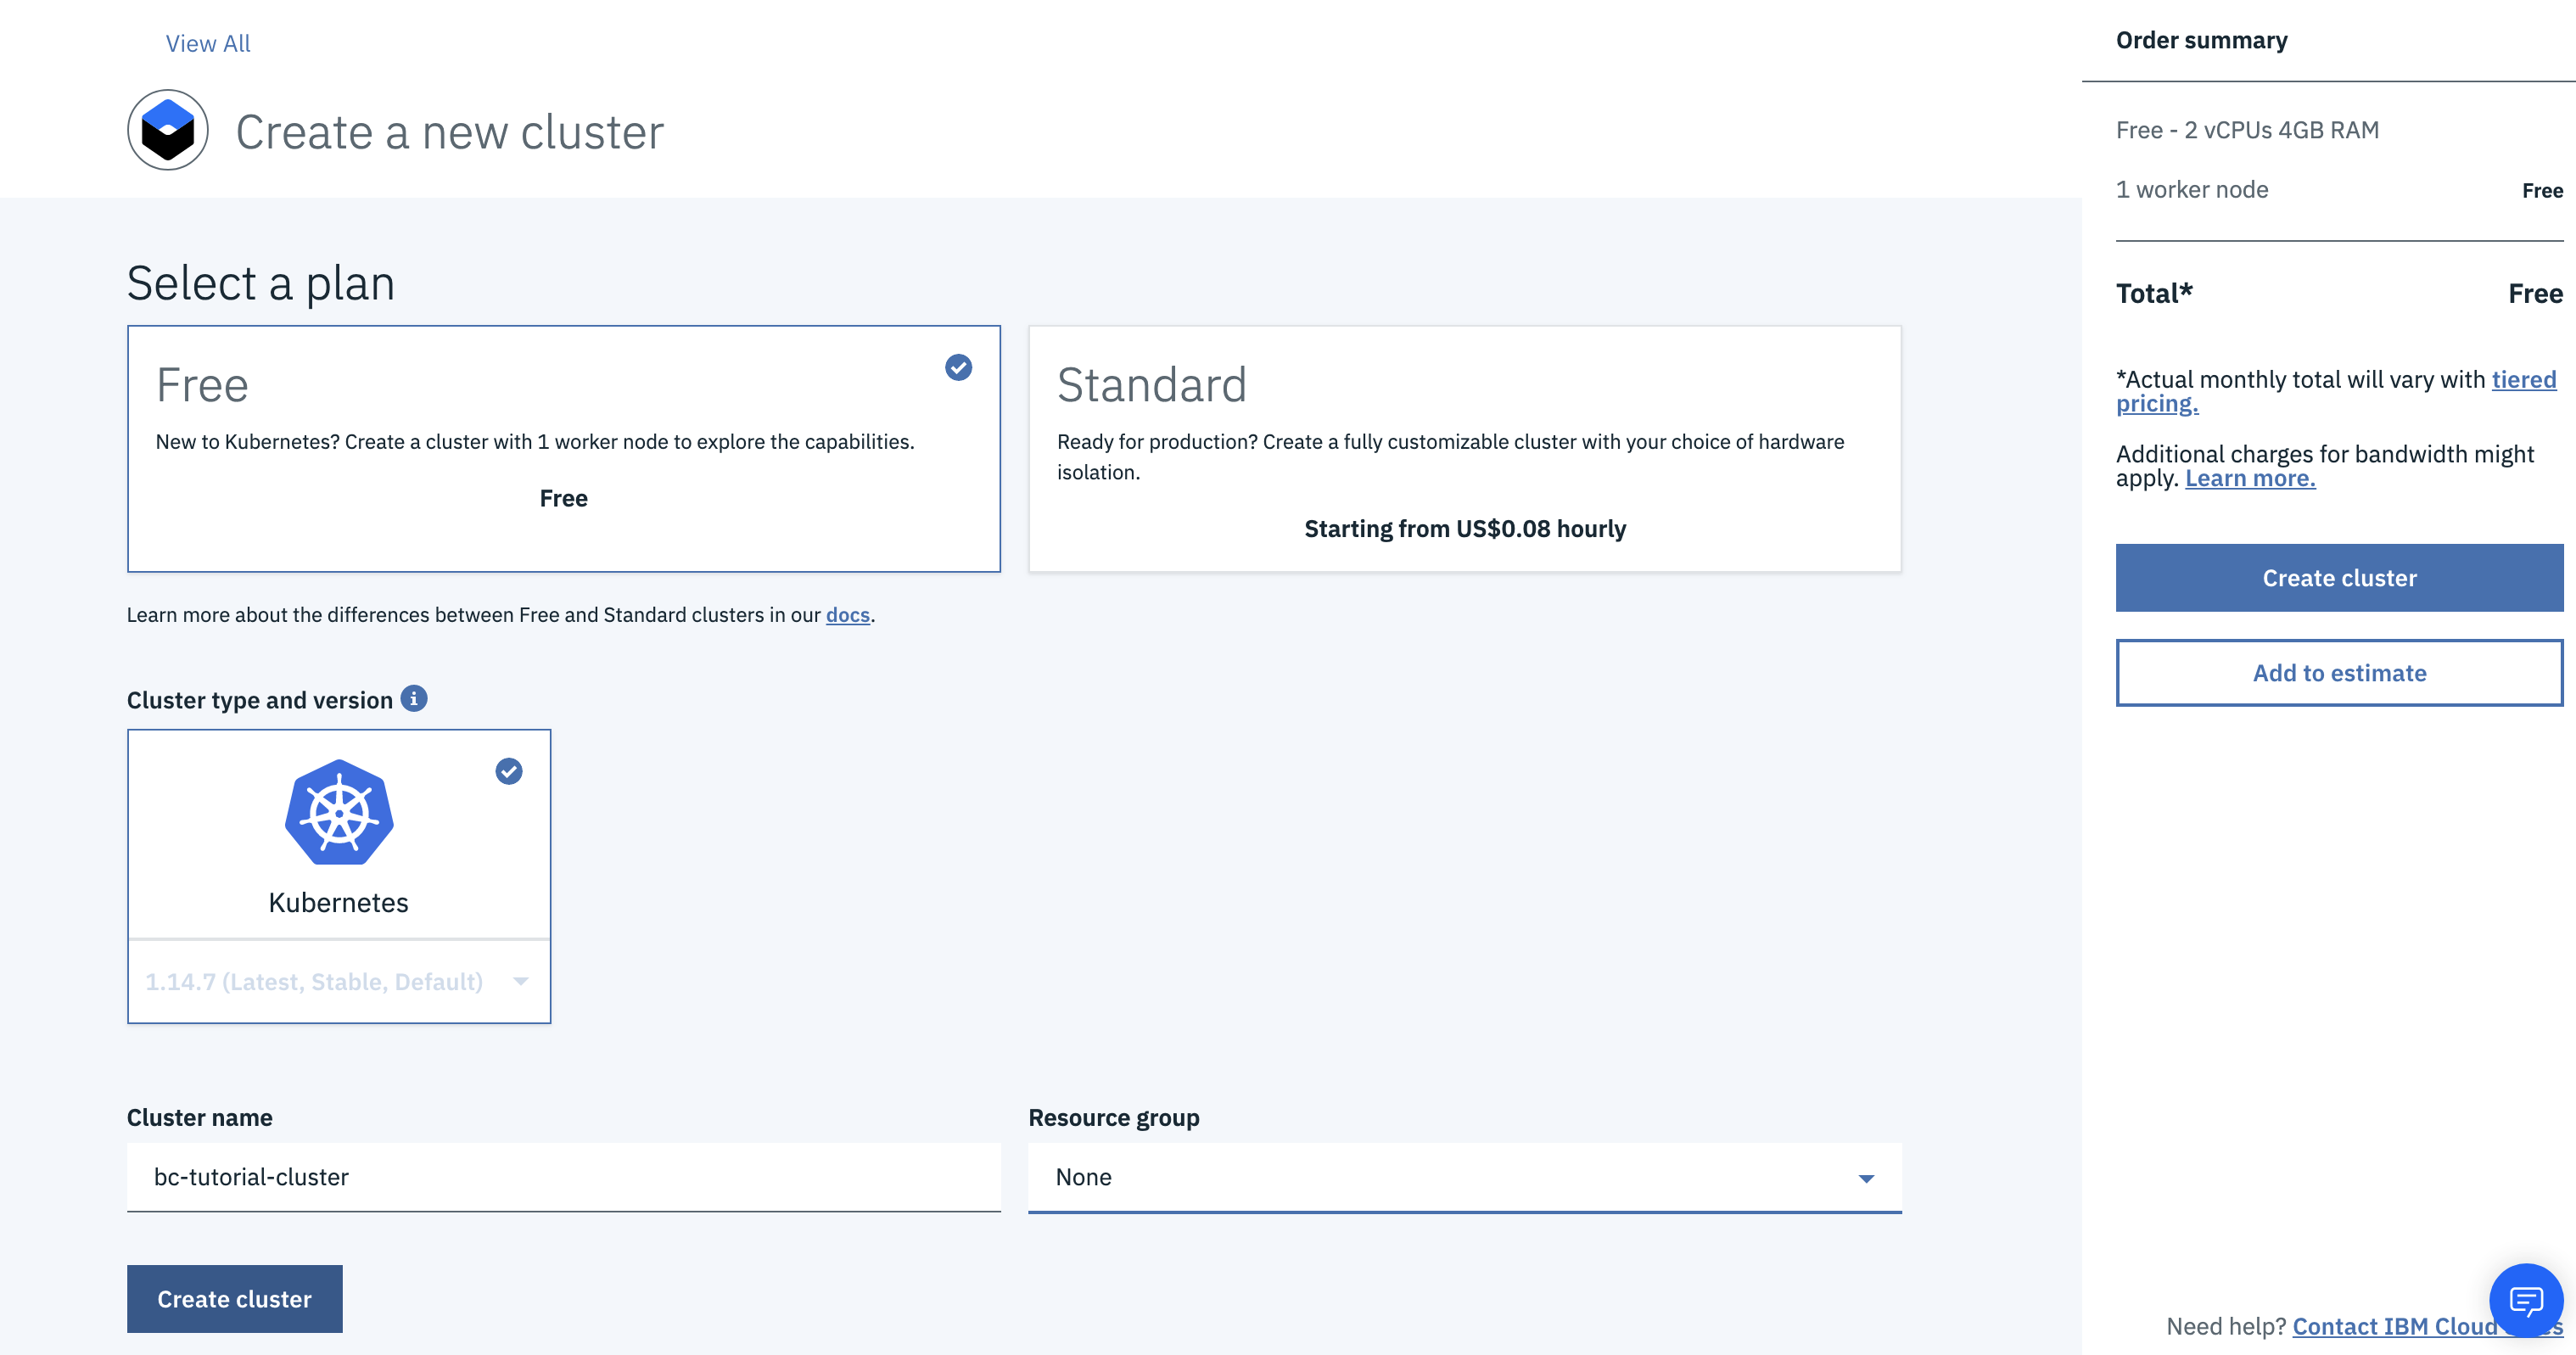 View All
Create a new cluster
Select a plan
Free
New to Kubernetes? Create a cluster with 1 worker node to explore the capabilities.
Free
Standard
Ready for production? Create a fully customizable cluster with your choice of hardware
isolation.
Starting from US$0.08 hourly
Learn more about the differences between Free and Standard clusters in our docs.
Cluster type and version
Kubernetes
1.14.7 (Latest, Stable, Default)
Cluster name
bc-tutorial-cluster
Resource group
None
Create cluster
Order summary
Free - 2 vCPUs 4GB RAM
1 worker node Free
Total* Free
*Actual monthly total will vary with tiered
pricing.
Additional charges for bandwidth might
apply. Learn more.
Create cluster
Add to estimate
Need help? Contact IBM Cloud